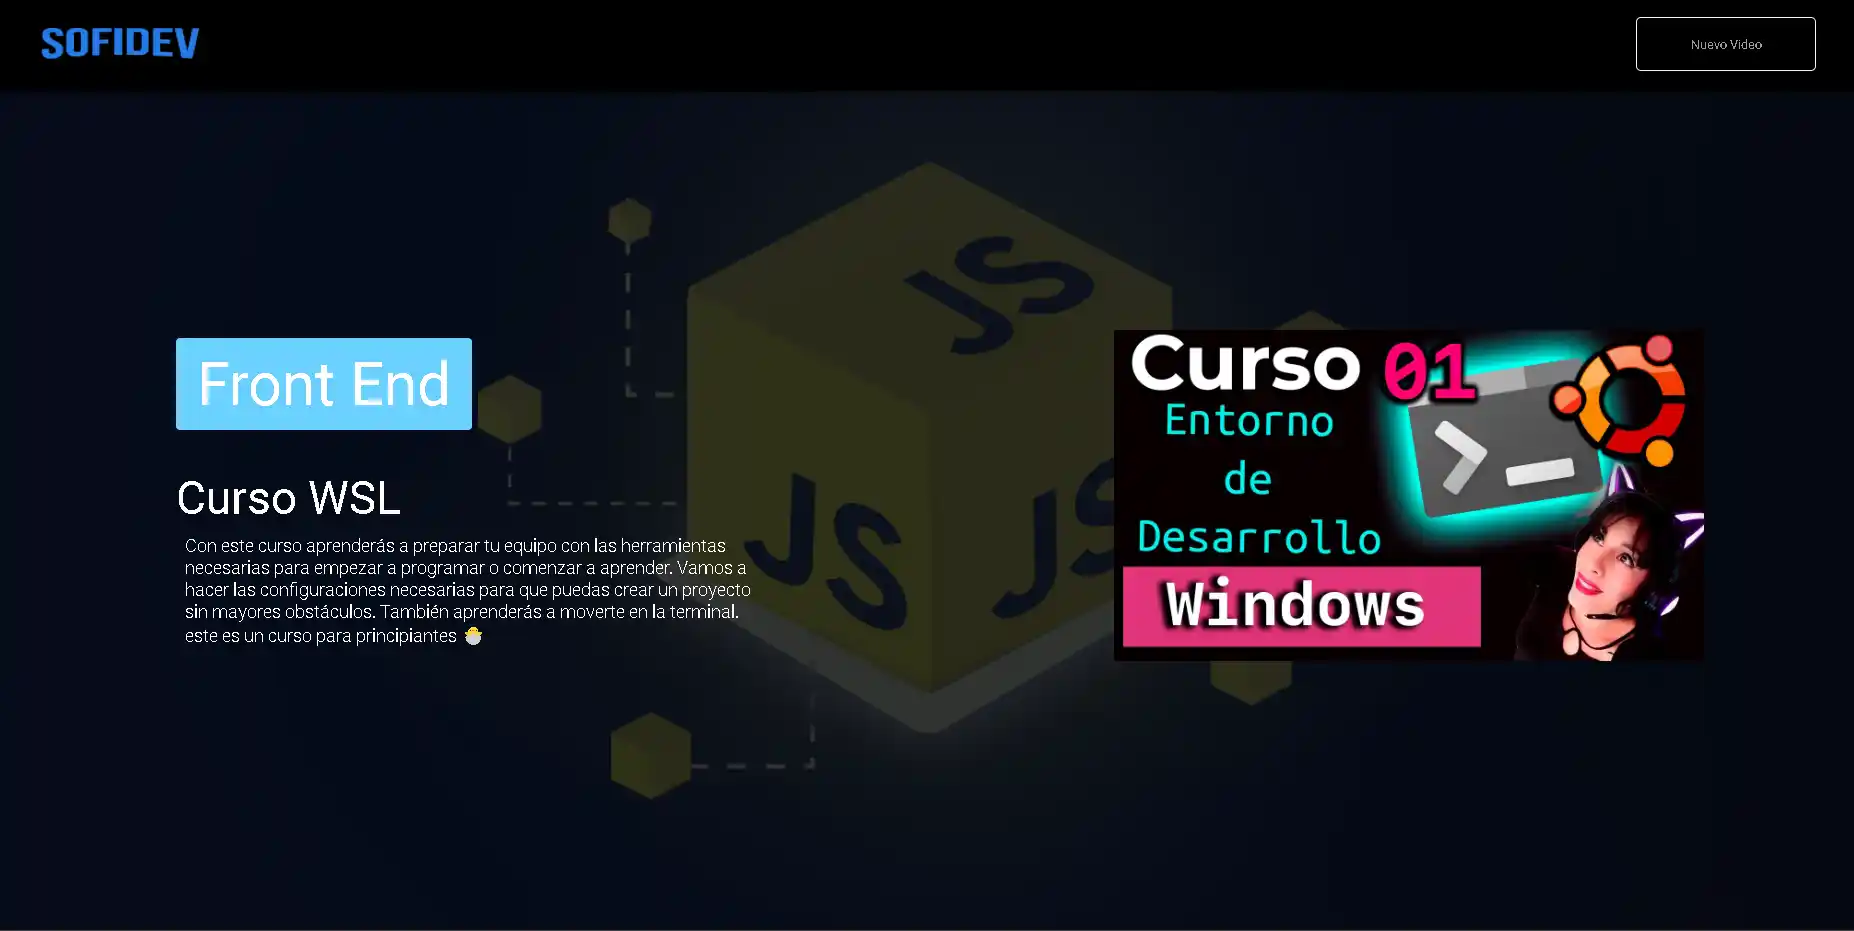 SOFIDEV
Nuevo Video
JS
JS
JS
Front End
Curso WSL
Con este curso aprenderás a preparar tu equipo con las herramientas
necesarias para empezar a programar o comenzar a aprender. Vamos a
hacer las configuraciones necesarias para que puedas crear un proyecto
sin mayores obstáculos. También aprenderás a moverte en la terminal.
este es un curso para principiantes 🐣
Curso 01
Entorno
de
Desarrollo
Windows